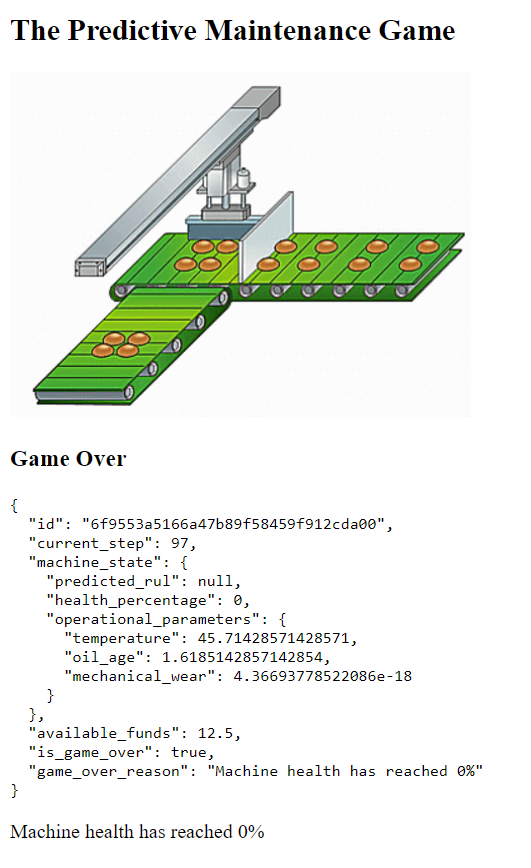 The Predictive Maintenance Game
Game Over
{
  "id": "6f9553a5166a47b89f58459f912cda00",
  "current_step": 97,
  "machine_state": {
    "predicted_rul": null,
    "health_percentage": 0,
    "operational_parameters": {
      "temperature": 45.71428571428571,
      "oil_age": 1.6185142857142854,
      "mechanical_wear": 4.36693778522086e-18
    }
  },
  "available_funds": 12.5,
  "is_game_over": true,
  "game_over_reason": "Machine health has reached 0%"
}
Machine health has reached 0%